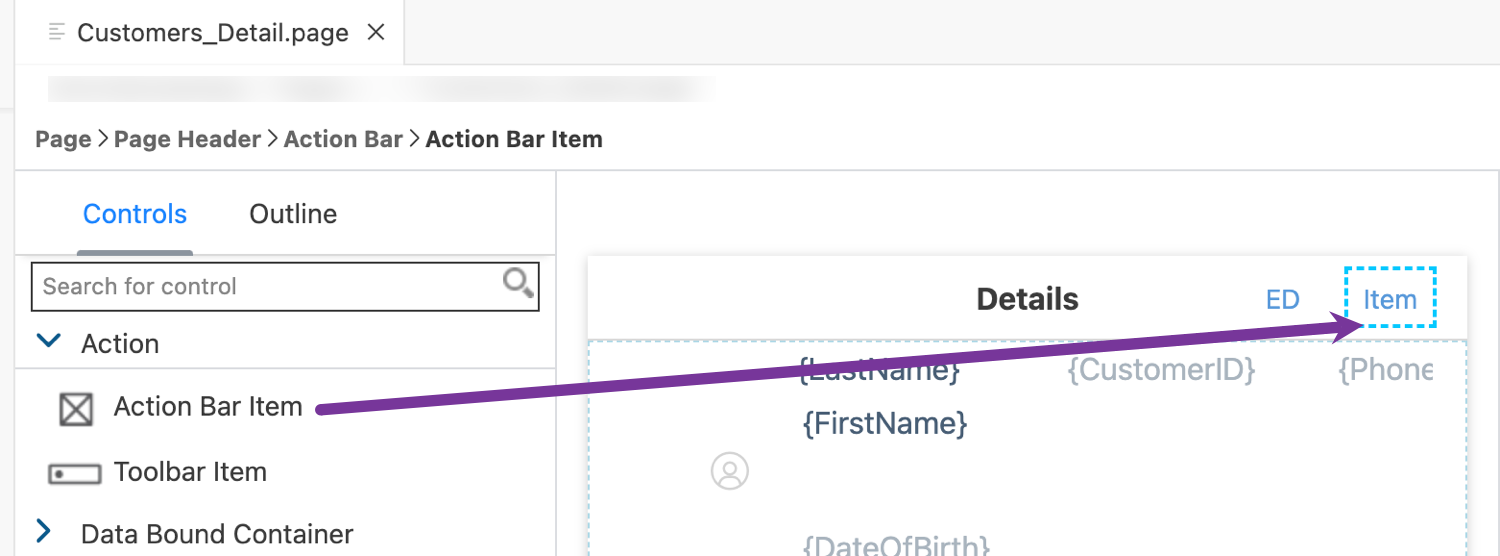 Customers_Detail.page
Page > Page Header > Action Bar > Action Bar Item
Controls
Outline
Search for control
Action
Action Bar Item
Toolbar Item
Data Bound Container
Details
ED
Item
{LastName}
{CustomerID}
{Phone
{FirstName}
{DateOfBirth}